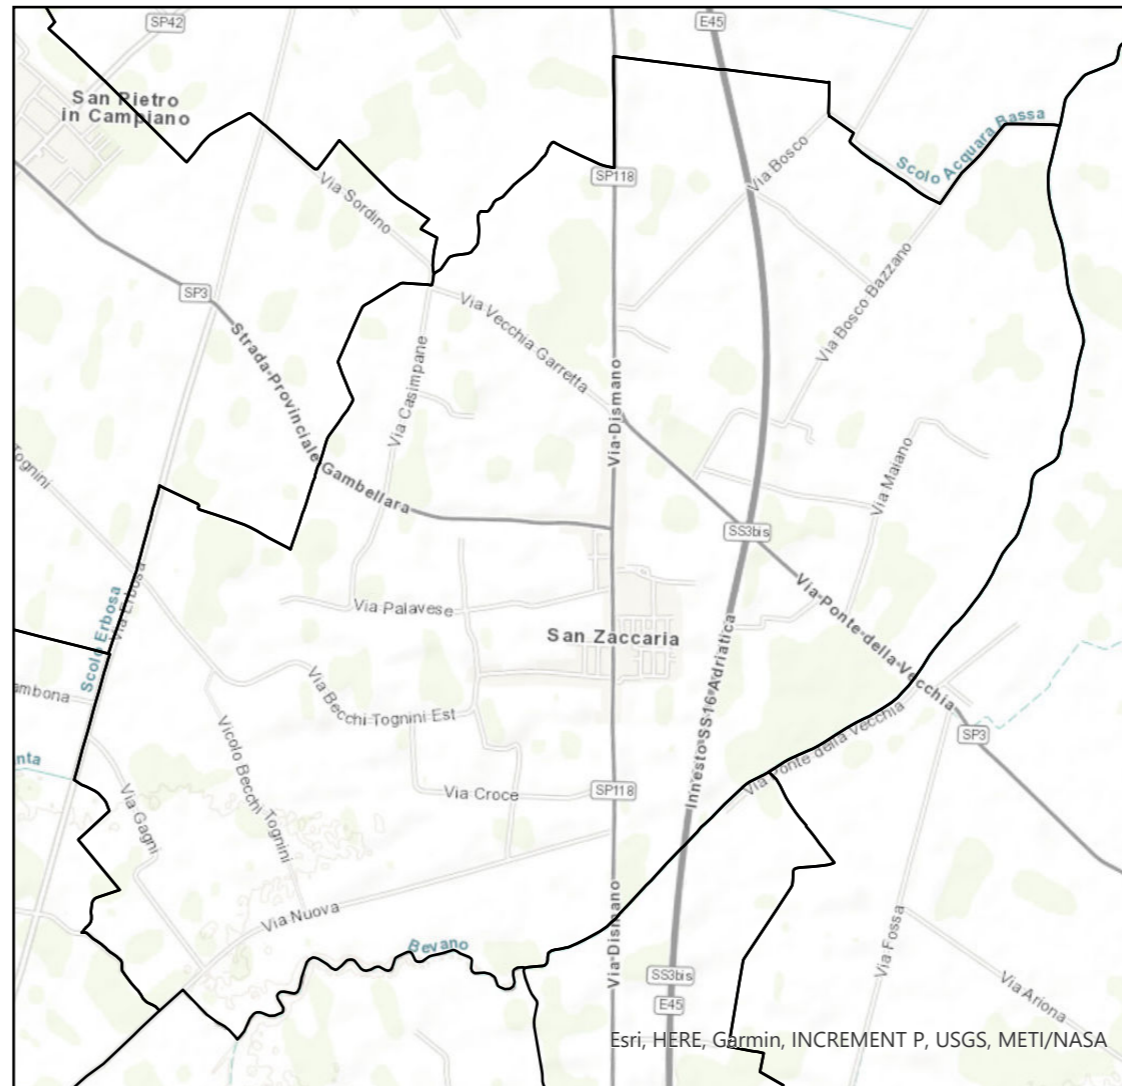 SP42
E45
San Pietro
in Campiano
Scolo Acquara Bassa
Via Bosco
SP118
Via Sordino
Via Bosco Bazzano
SP3
Via Vecchia Garretta
Strada Provinciale Gambellara
Via Casimpane
Via Dismano
Via Maiano
Tognini
SS3bis
Scolo Erbosa
Via Erbosa
Via Palavese
Via Ponte della Vecchia
San Zaccaria
Innesto SS16 Adriatica
ambona
Via Becchi Tognini Est
Vicolo Becchi Tognini
Via Ponte della Vecchia
SP3
nta
Via Gagni
Via Croce
SP118
Via Nuova
Via Dismano
Bevano
Via Fossa
SS3bis
E45
Via Ariona
Esri, HERE, Garmin, INCREMENT P, USGS, METI/NASA